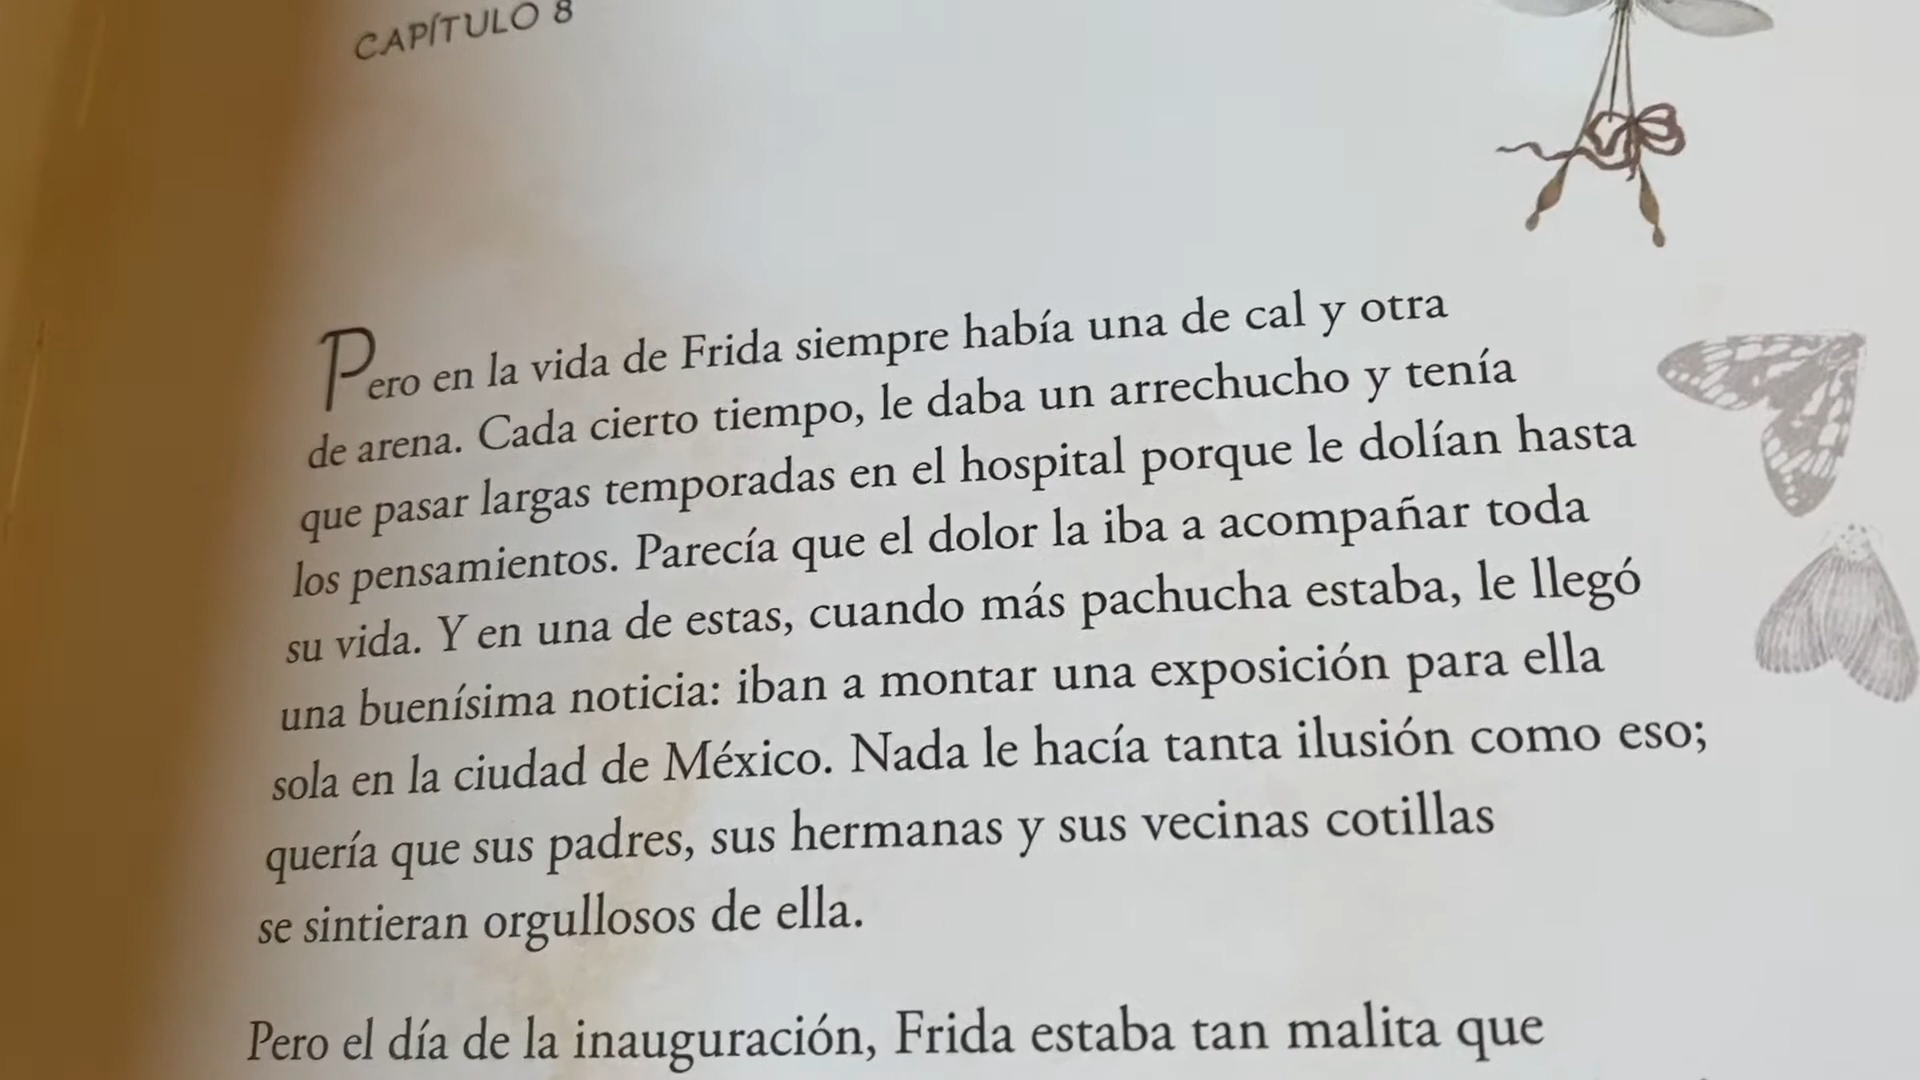 CAPÍTULO 8
Pero en la vida de Frida siempre había una de cal y otra
de arena. Cada cierto tiempo, le daba un arrechucho y tenía
que pasar largas temporadas en el hospital porque le dolían hasta
los pensamientos. Parecía que el dolor la iba a acompañar toda
su vida. Y en una de estas, cuando más pachucha estaba, le llegó
una buenísima noticia: iban a montar una exposición para ella
sola en la ciudad de México. Nada le hacía tanta ilusión como eso;
quería que sus padres, sus hermanas y sus vecinas cotillas
se sintieran orgullosos de ella.
Pero el día de la inauguración, Frida estaba tan malita que